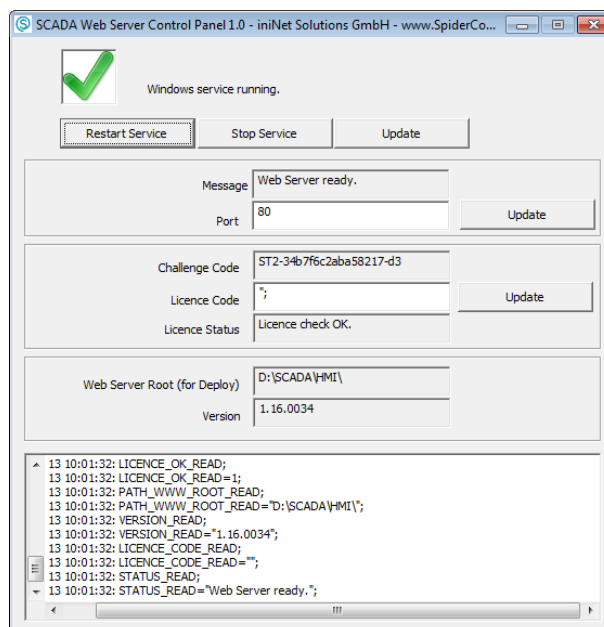 SCADA Web Server Control Panel 1.0 - iniNet Solutions GmbH - www.SpiderCo...
Windows service running.
Restart Service Stop Service Update
Message Web Server ready.
Port 80 Update
Challenge Code ST2-34b7f6c2aba58217-d3
Licence Code "; Update
Licence Status Licence check OK.
Web Server Root (for Deploy) D:\SCADA\HMI\
Version 1.16.0034
13 10:01:32: LICENCE_OK_READ;
13 10:01:32: LICENCE_OK_READ=1;
13 10:01:32: PATH_WWW_ROOT_READ;
13 10:01:32: PATH_WWW_ROOT_READ="D:\SCADA\HMI\";
13 10:01:32: VERSION_READ;
13 10:01:32: VERSION_READ="1.16.0034";
13 10:01:32: LICENCE_CODE_READ;
13 10:01:32: LICENCE_CODE_READ="";
13 10:01:32: STATUS_READ;
13 10:01:32: STATUS_READ="Web Server ready.";